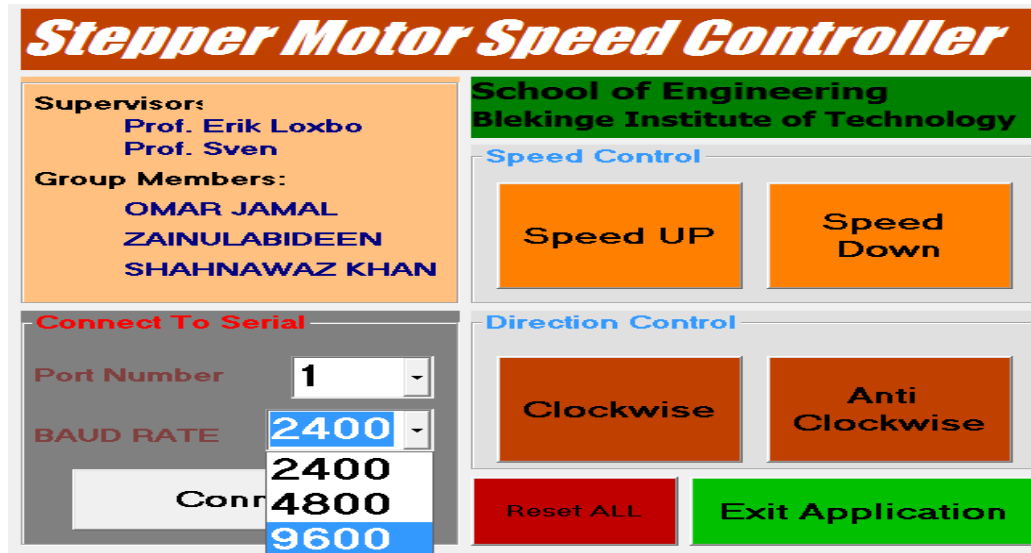 Stepper Motor Speed Controller
Supervisors
Prof. Erik Loxbo
Prof. Sven
Group Members:
OMAR JAMAL
ZAINULABIDEEN
SHAHNAWAZ KHAN
School of Engineering
Blekinge Institute of Technology
Speed Control
Speed UP
Speed
Down
Connect To Serial
Port Number
1
BAUD RATE
2400
2400
4800
9600
Conn
Direction Control
Clockwise
Anti
Clockwise
Reset ALL
Exit Application